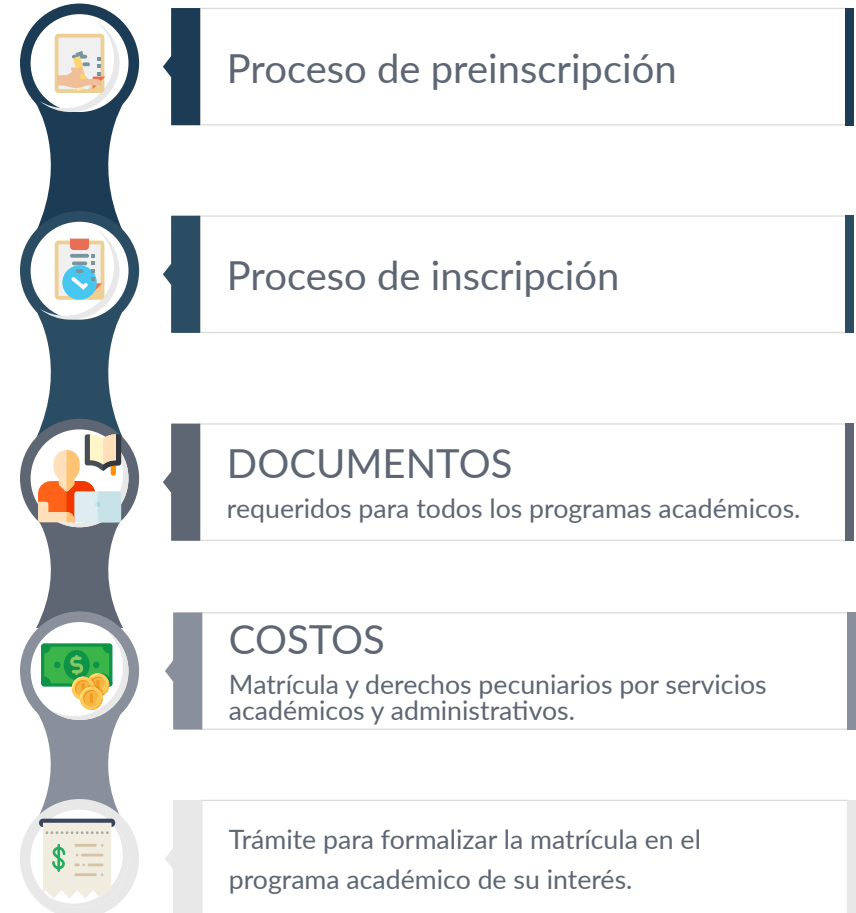 Proceso de preinscripción
Proceso de inscripción
DOCUMENTOS
requeridos para todos los programas académicos.
COSTOS
Matrícula y derechos pecuniarios por servicios
académicos y administrativos.
Trámite para formalizar la matrícula en el
programa académico de su interés.